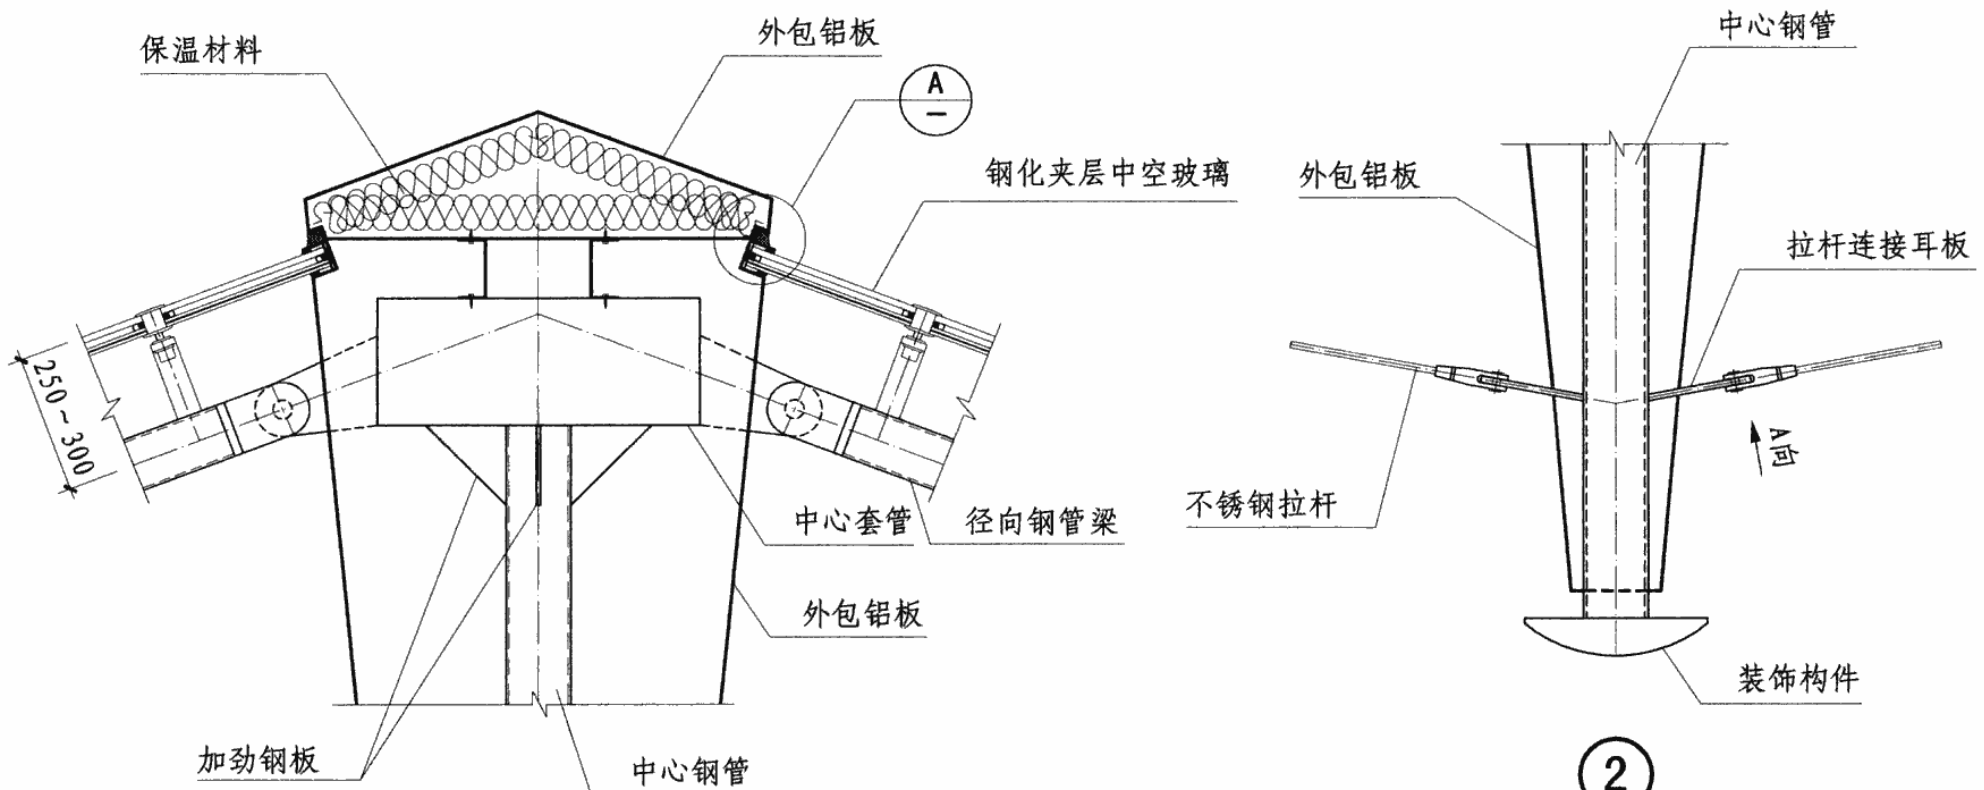 保温材料
外包铝板
A
—
钢化夹层中空玻璃
250~300
中心套管
径向钢管梁
外包铝板
加劲钢板
中心钢管
中心钢管
外包铝板
拉杆连接耳板
A向
不锈钢拉杆
装饰构件
2